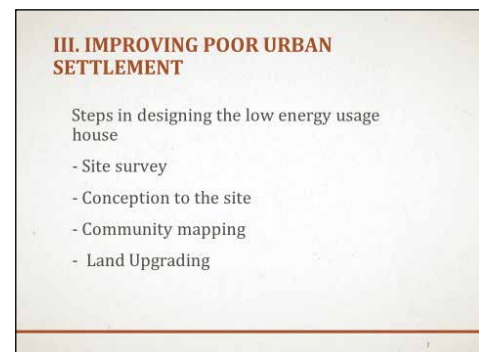 III. IMPROVING POOR URBAN
SETTLEMENT
Steps in designing the low energy usage
house
- Site survey
- Conception to the site
- Community mapping
- Land Upgrading